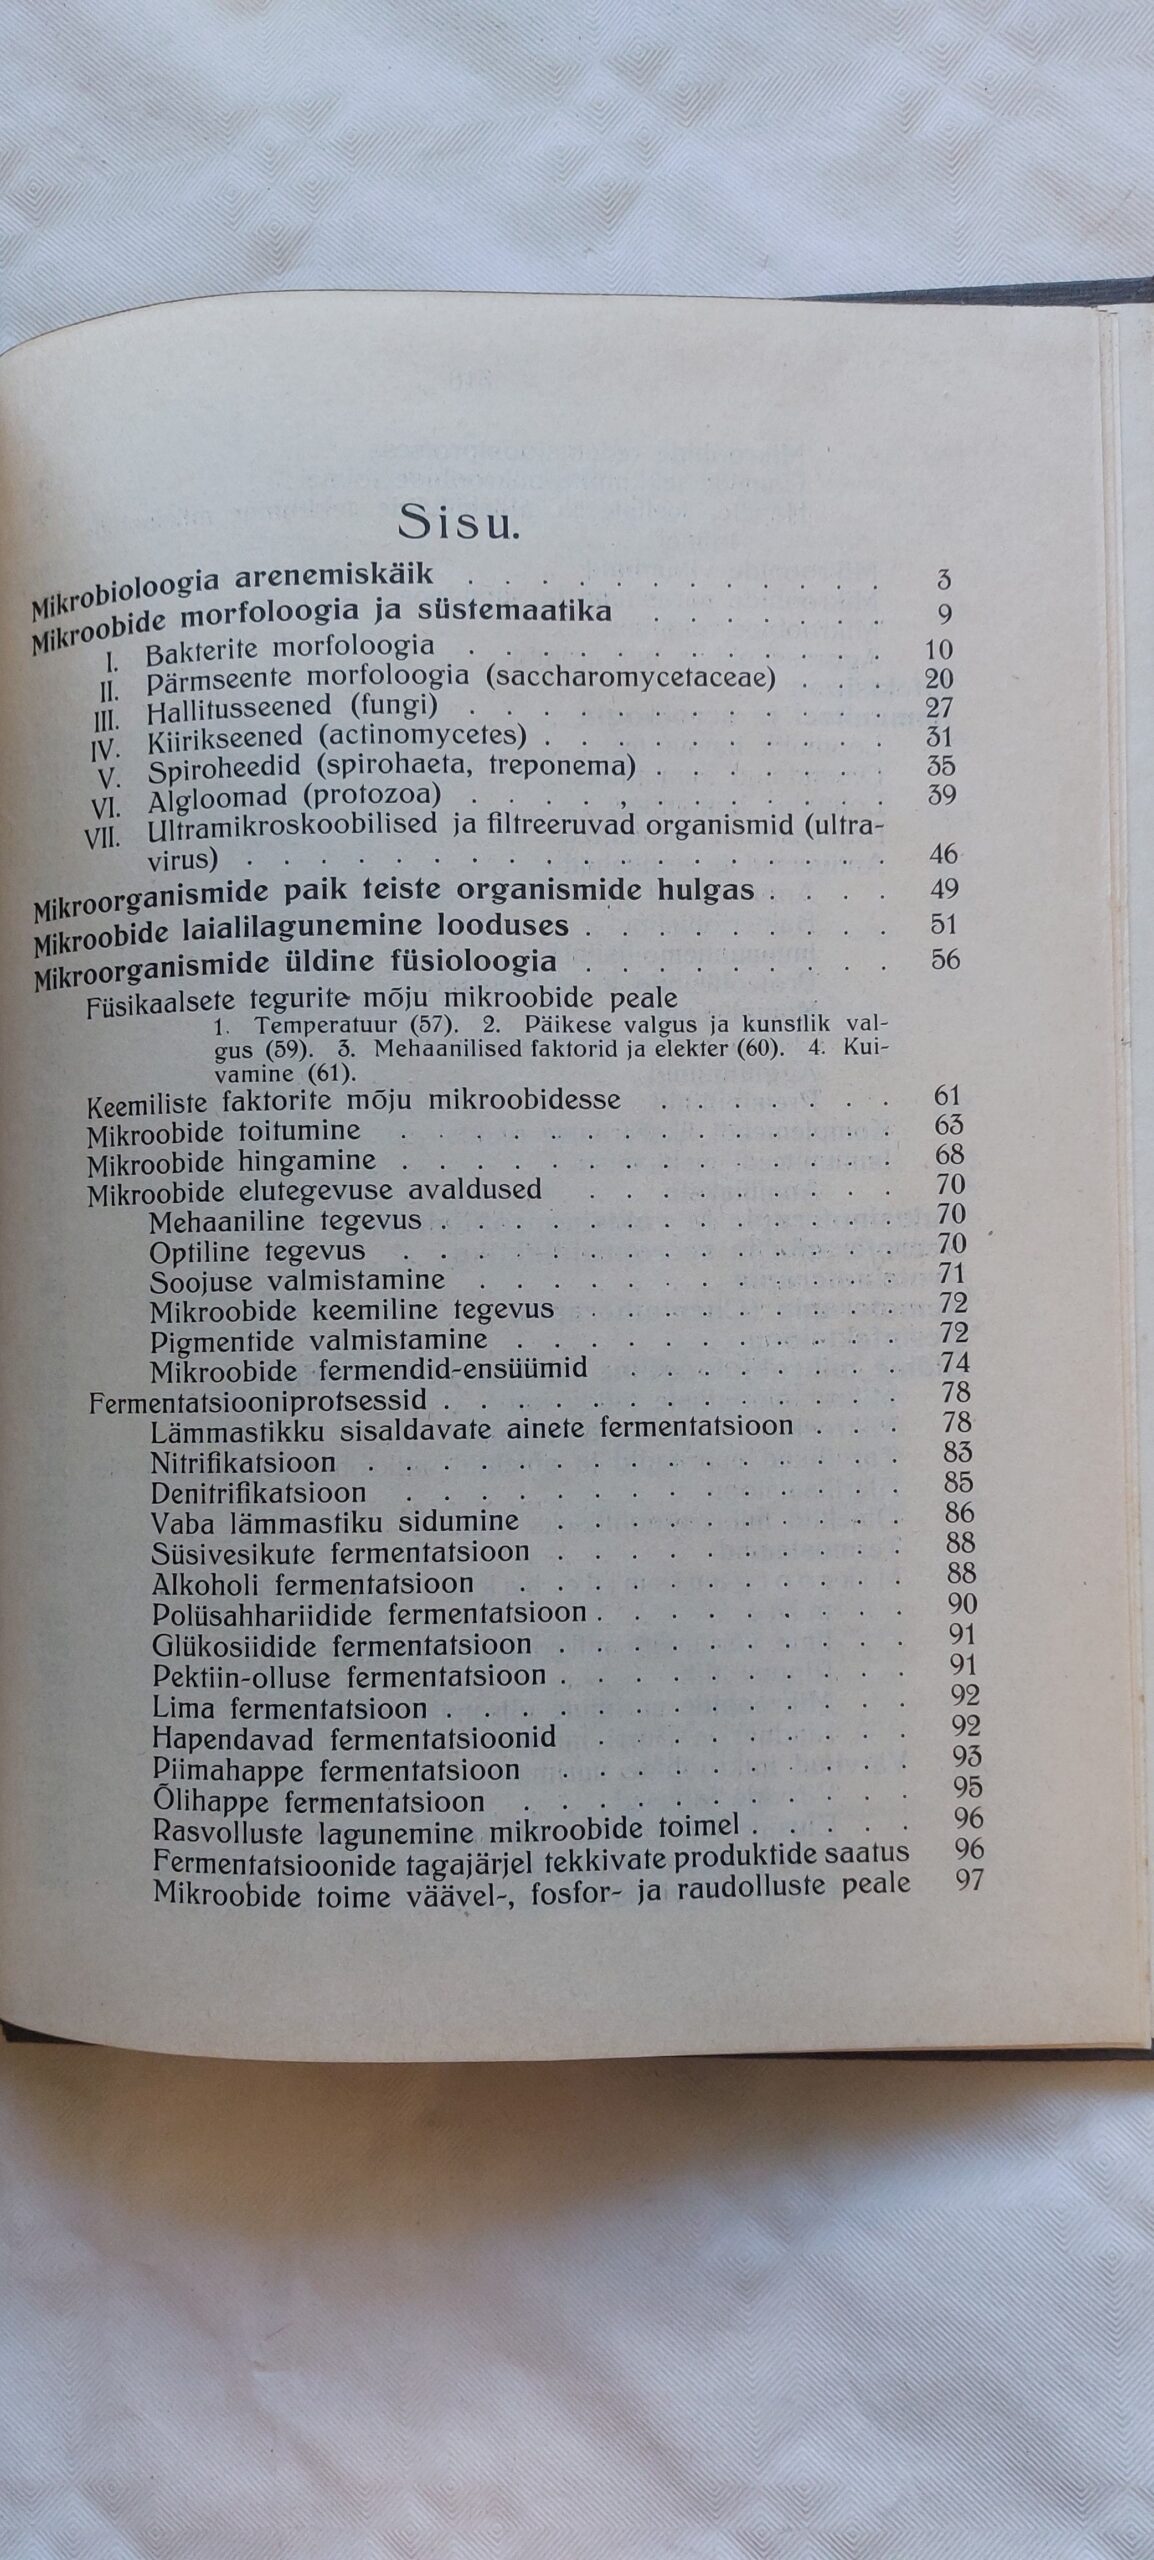 Sisu.
Mikrobioloogia arenemiskäik . . . . . . . . . . . . 3
Mikroobide morfoloogia ja süstemaatika . . . . . . . 9
I. Bakterite morfoloogia . . . . . . . . . . . . 10
II. Pärmseente morfoloogia (saccharomycetaceae) . . . 20
III. Hallitusseened (fungi) . . . . . . . . . . . . 27
IV. Kiirikseened (actinomycetes) . . . . . . . . . . 31
V. Spiroheedid (spirohaeta, treponema) . . . . . . . 35
VI. Algloomad (protozoa) . . . . , . . . . . . . 39
VII. Ultramikroskoobilised ja filtreeruvad organismid (ultra-
virus) . . . . . . . . . . . . . . . . . . 46
Mikroorganismide paik teiste organismide hulgas . . . . 49
Mikroobide laialilagunemine looduses . . . . . . . . . 51
Mikroorganismide üldine füsioloogia . . . . . . . . . 56
Füsikaalsete tegurite mõju mikroobide peale
1. Temperatuur (57). 2. Päikese valgus ja kunstlik val-
gus (59). 3. Mehaanilised faktorid ja elekter (60). 4. Kui-
vamine (61).
Keemiliste faktorite mõju mikroobidesse . . . . . . . 61
Mikroobide toitumine . . . . . . . . . . . . . . 63
Mikroobide hingamine . . . . . . . . . . . . . . 68
Mikroobide elutegevuse avaldused . . . . . . . . . 70
Mehaaniline tegevus . . . . . . . . . . . . . 70
Optiline tegevus . . . . . . . . . . . . . . 70
Soojuse valmistamine . . . . . . . . . . . . 71
Mikroobide keemiline tegevus . . . . . . . . . 72
Pigmentide valmistamine . . . . . . . . . . . 72
Mikroobide fermendid-ensüümid . . . . . . . . 74
Fermentatsiooniprotsessid . . . . . . . . . . . . . 78
Lämmastikku sisaldavate ainete fermentatsioon . . . 78
Nitrifikatsioon . . . . . . . . . . . . . . . 83
Denitrifikatsioon . . . . . . . . . . . . . . 85
Vaba lämmastiku sidumine . . . . . . . . . . 86
Süsivesikute fermentatsioon . . . . . . . . . . 88
Alkoholi fermentatsioon . . . . . . . . . . . 88
Polüsahhariidide fermentatsioon . . . . . . . . . 90
Glükosiidide fermentatsioon . . . . . . . . . . 91
Pektiin-olluse fermentatsioon . . . . . . . . . . 91
Lima fermentatsioon . . . . . . . . . . . . . 92
Hapendavad fermentatsioonid . . . . . . . . . 92
Piimahappe fermentatsioon . . . . . . . . . . 93
Õlihappe fermentatsioon . . . . . . . . . . . 95
Rasvolluste lagunemine mikroobide toimel . . . . . 96
Fermentatsioonide tagajärjel tekkivate produktide saatus 96
Mikroobide toime väävel-, fosfor- ja raudolluste peale 97